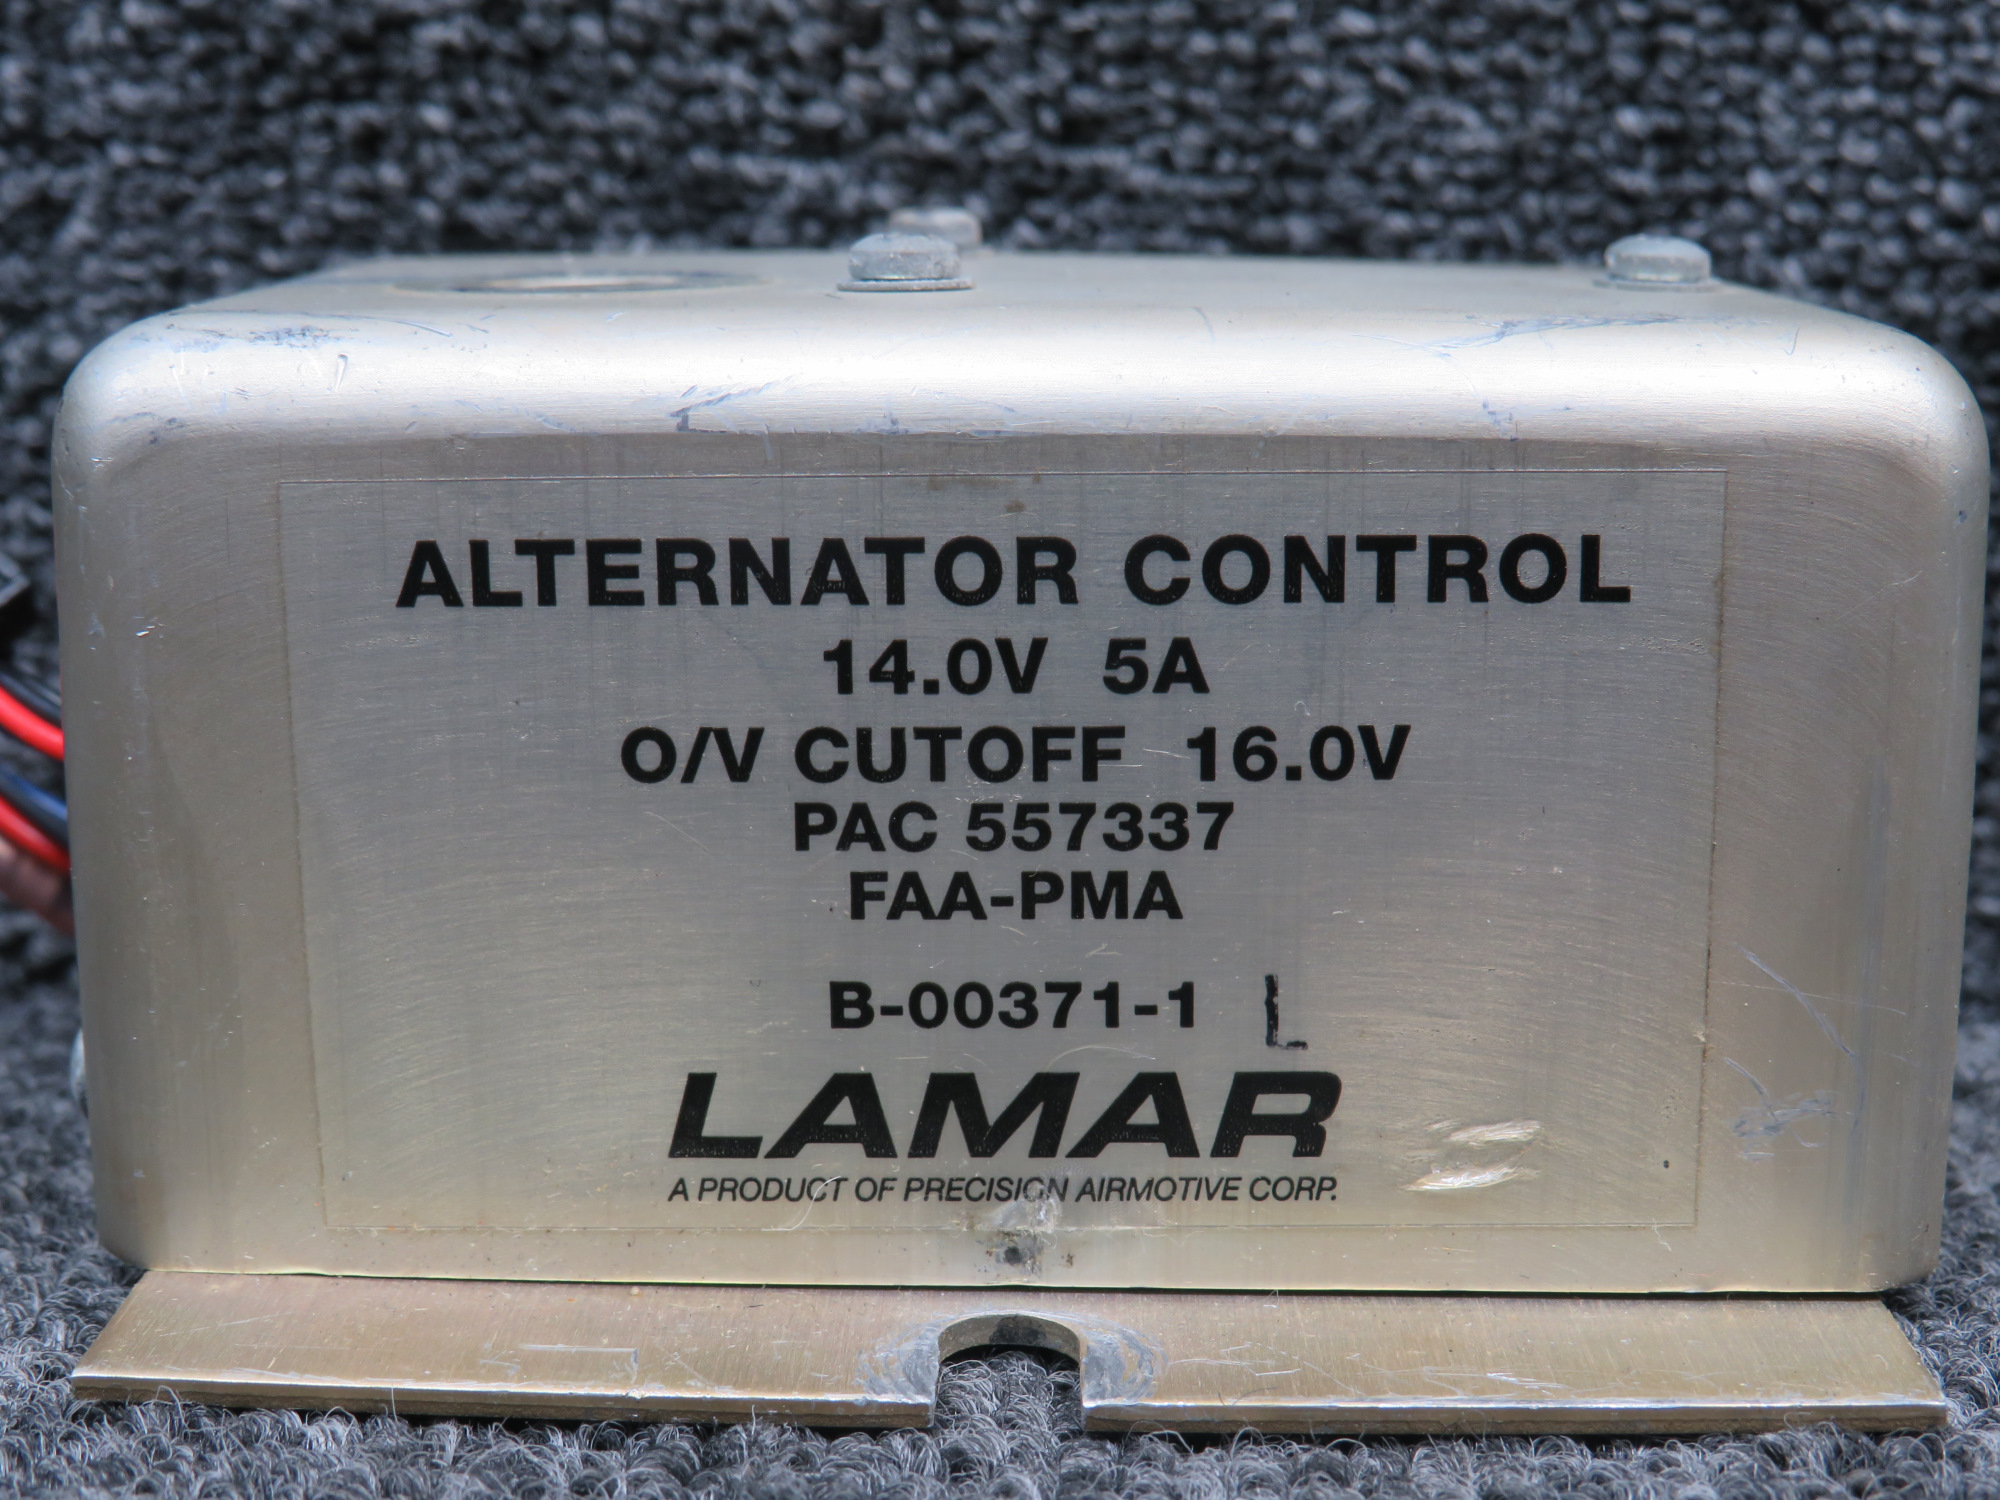 ALTERNATOR CONTROL
14.0V 5A
O/V CUTOFF 16.0V
PAC 557337
FAA-PMA
B-00371-1 L
LAMAR
A PRODUCT OF PRECISION AIRMOTIVE CORP.